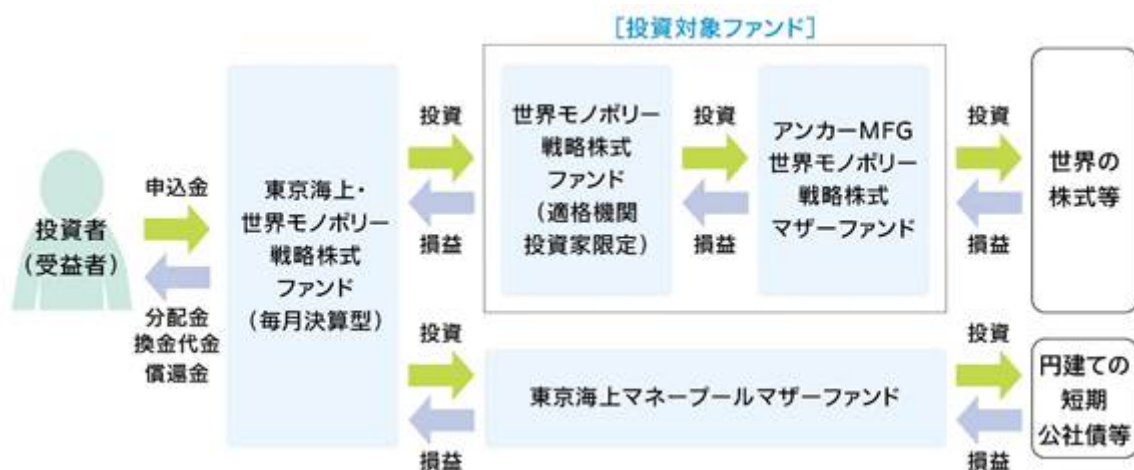 ［投資対象ファンド］
投資者
（受益者）
申込金
分配金
換金代金
償還金
東京海上・
世界モノポリー
戦略株式
ファンド
（毎月決算型）
投資
損益
世界モノポリー
戦略株式
ファンド
（適格機関
投資家限定）
投資
損益
アンカーMFG
世界モノポリー
戦略株式
マザーファンド
投資
損益
世界の
株式等
投資
損益
東京海上マネープールマザーファンド
投資
損益
円建ての
短期
公社債等